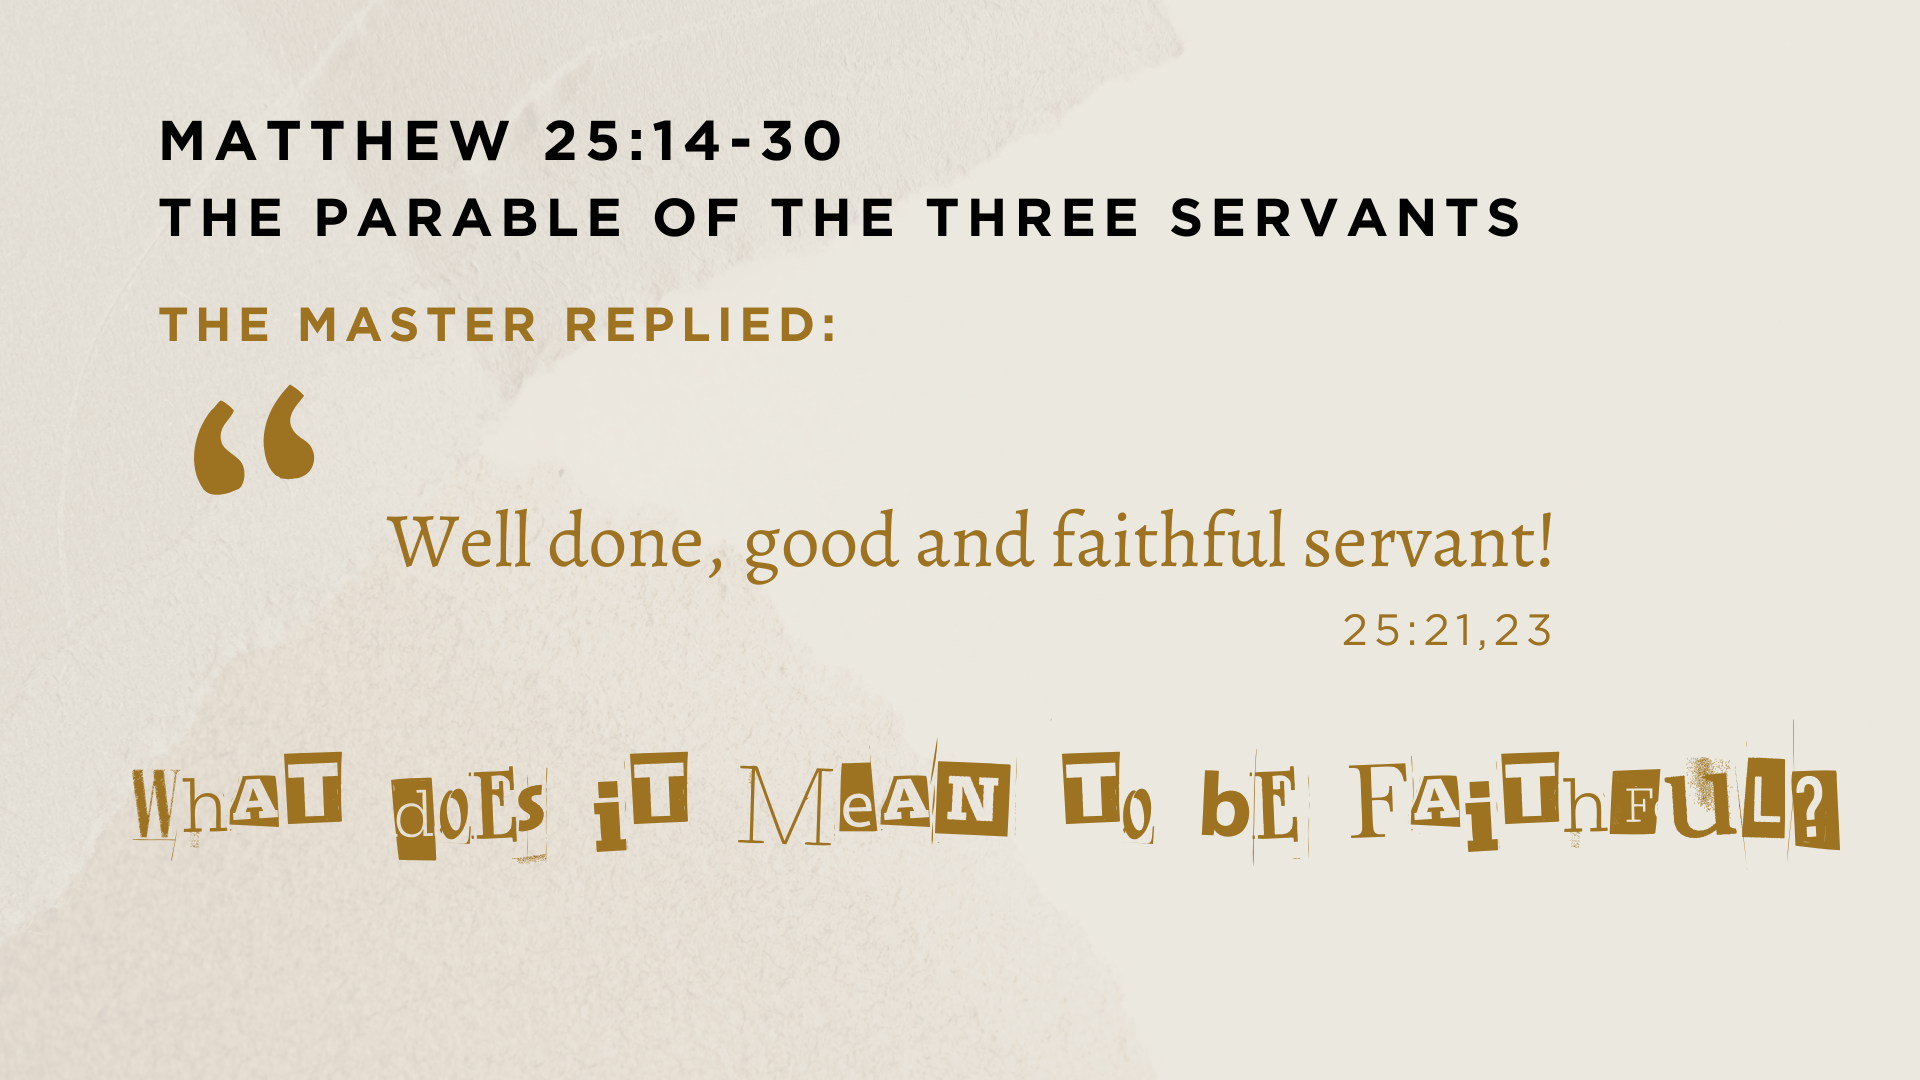 MATTHEW 25:14-30
THE PARABLE OF THE THREE SERVANTS
THE MASTER REPLIED:
“
Well done, good and faithful servant!
25:21,23
WhAT doEs iT MeAN To bE FAiThFuL?